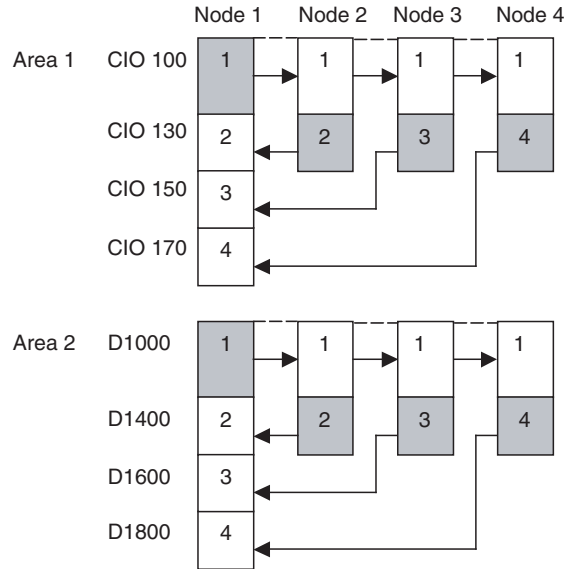 Node 1 Node 2 Node 3 Node 4
Area 1 CIO 100 1 1 1 1
CIO 130 2 2 3 4
CIO 150 3
CIO 170 4
Area 2 D1000 1 1 1 1
D1400 2 2 3 4
D1600 3
D1800 4